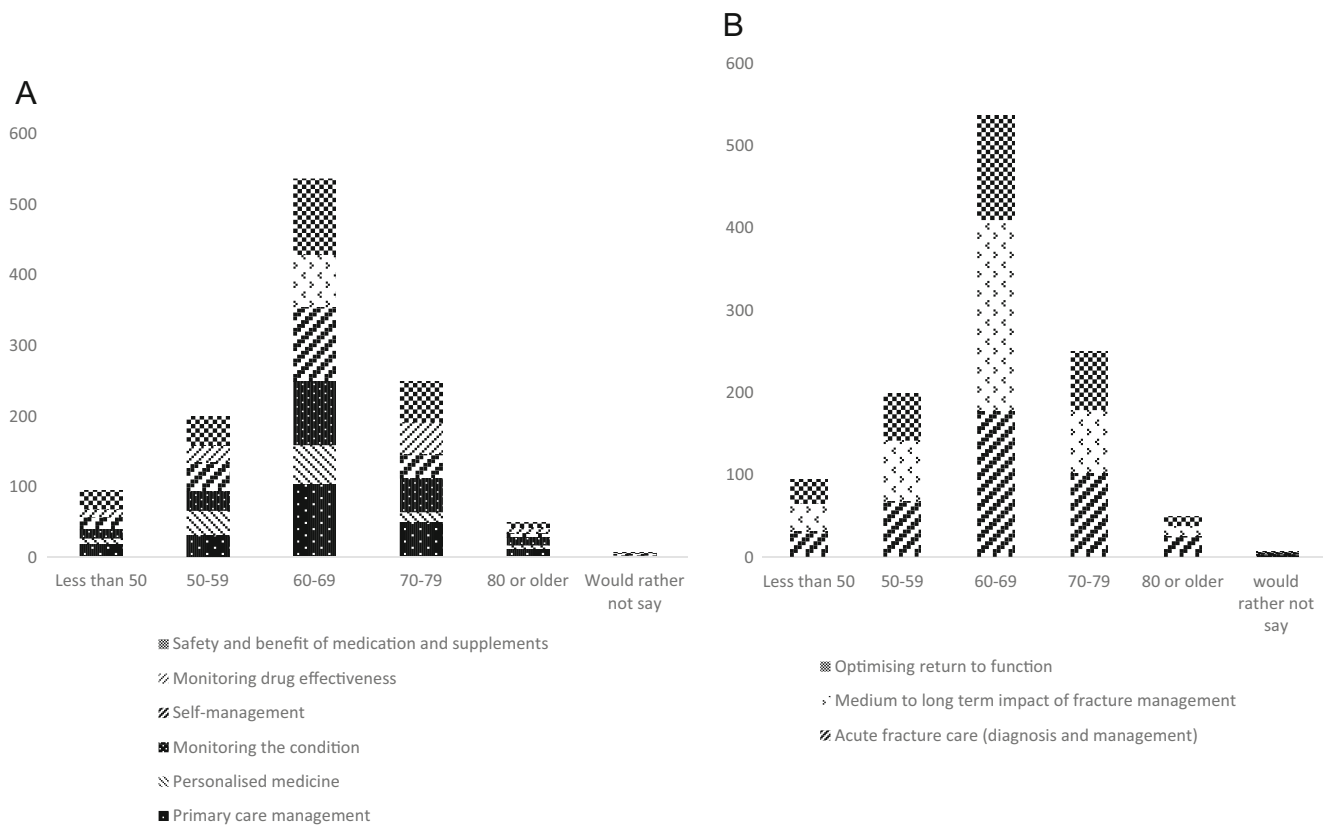 A
600
500
400
300
200
100
0
Less than 50
50-59
60-69
70-79
80 or older
Would rather
not say
Safety and benefit of medication and supplements
Monitoring drug effectiveness
Self-management
Monitoring the condition
Personalised medicine
Primary care management
B
600
500
400
300
200
100
0
Less than 50
50-59
60-69
70-79
80 or older
would
rather not
say
Optimising return to function
Medium to long term impact of fracture management
Acute fracture care (diagnosis and management)